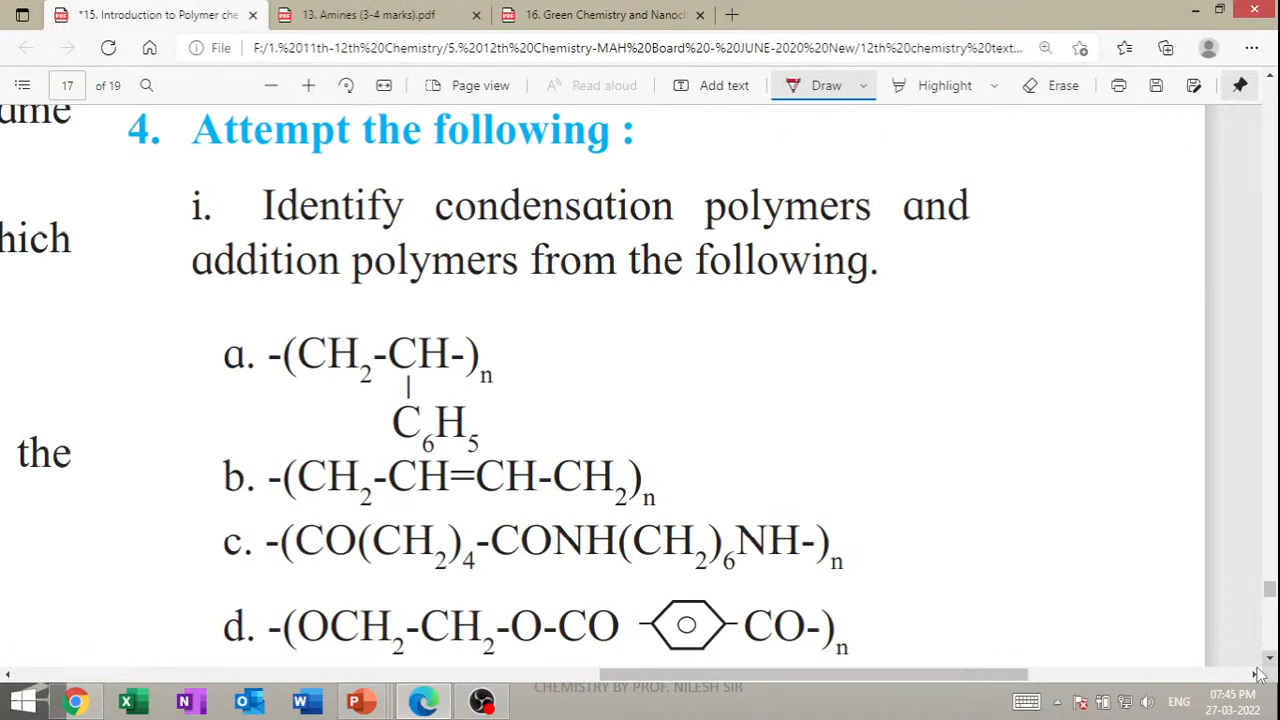 *15. Introduction to Polymer che
13. Amines (3-4 marks).pdf
16. Green Chemistry and Nanoch
File F:/1.%2011th-12th%20Chemistry/5.%2012th%20Chemistry-MAH%20Board%20-%20JUNE-2020%20New/12th%20chemistry%20text...
17 of 19 Page view Read aloud Add text Draw Highlight Erase
ume
4. Attempt the following :
i. Identify condensation polymers and
hich
addition polymers from the following.
a. -(CH₂-CH-)ₙ
|
C₆H₅
the
b. -(CH₂-CH=CH-CH₂)ₙ
c. -(CO(CH₂)₄-CONH(CH₂)₆NH-)ₙ
d. -(OCH₂-CH₂-O-CO CO-)ₙ
CHEMISTRY BY PROF. NILESH SIR
ENG
07:45 PM
27-03-2022